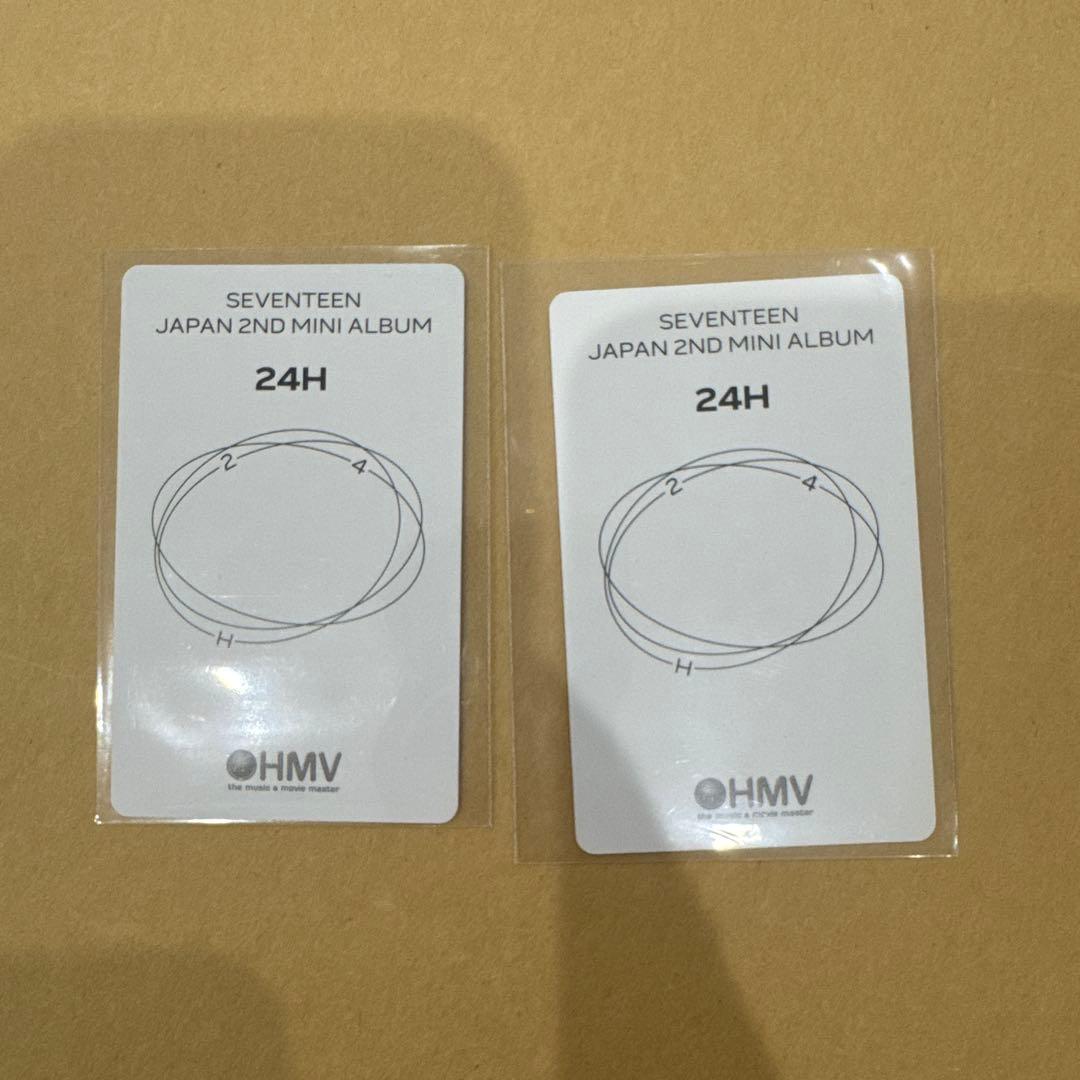 SEVENTEEN
JAPAN 2ND MINI ALBUM
24H
2
4
H
HMV
the music & movie master
SEVENTEEN
JAPAN 2ND MINI ALBUM
24H
2
4
H
HMV
the music & movie master